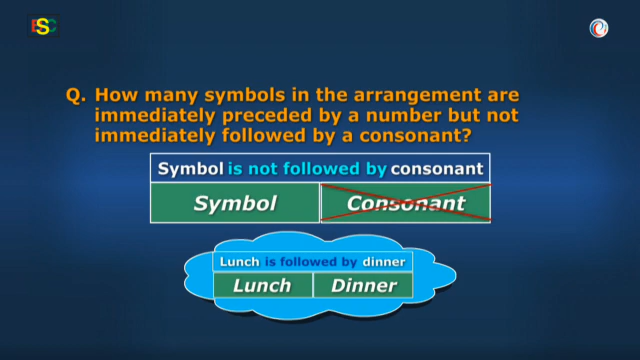 ESC
Q. How many symbols in the arrangement are
immediately preceded by a number but not
immediately followed by a consonant?
Symbol is not followed by consonant
Symbol Consonant
Lunch is followed by dinner
Lunch Dinner